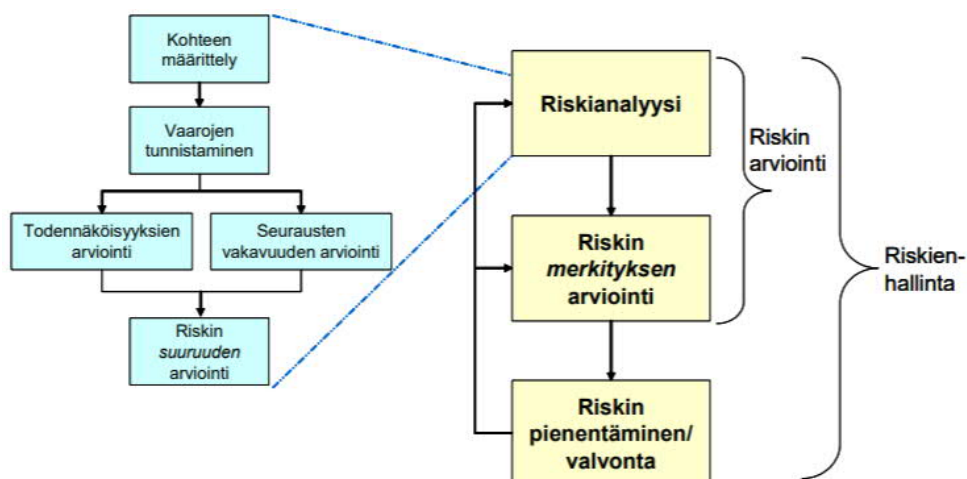 Kohteen
määrittely
Vaarojen
tunnistaminen
Todennäköisyyksien
arviointi
Seurausten
vakavuuden arviointi
Riskin
suuruuden
arviointi
Riskianalyysi
Riskin
merkityksen
arviointi
Riskin
pienentäminen/
valvonta
Riskin
arviointi
Riskien-
hallinta